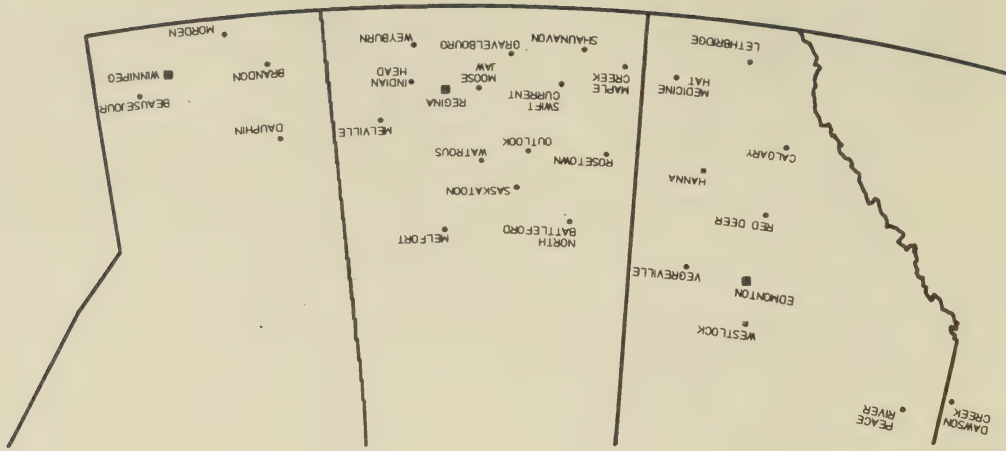 DAWSON
CREEK
PEACE
RIVER
WESTLOCK
EDMONTON
VEGREVILLE
RED DEER
HANNA
CALGARY
MEDICINE
HAT
LETHBRIDGE
NORTH
BATTLEFORD
MELFORT
SASKATOON
ROSETOWN
OUTLOOK
WATROUS
MELVILLE
MAPLE
CREEK
SWIFT
CURRENT
REGINA
MOOSE
JAW
INDIAN
HEAD
SHAUNAVON
GRAVELBOURG
WEYBURN
DAUPHIN
BEAUSEJOUR
BRANDON
WINNIPEG
MORDEN